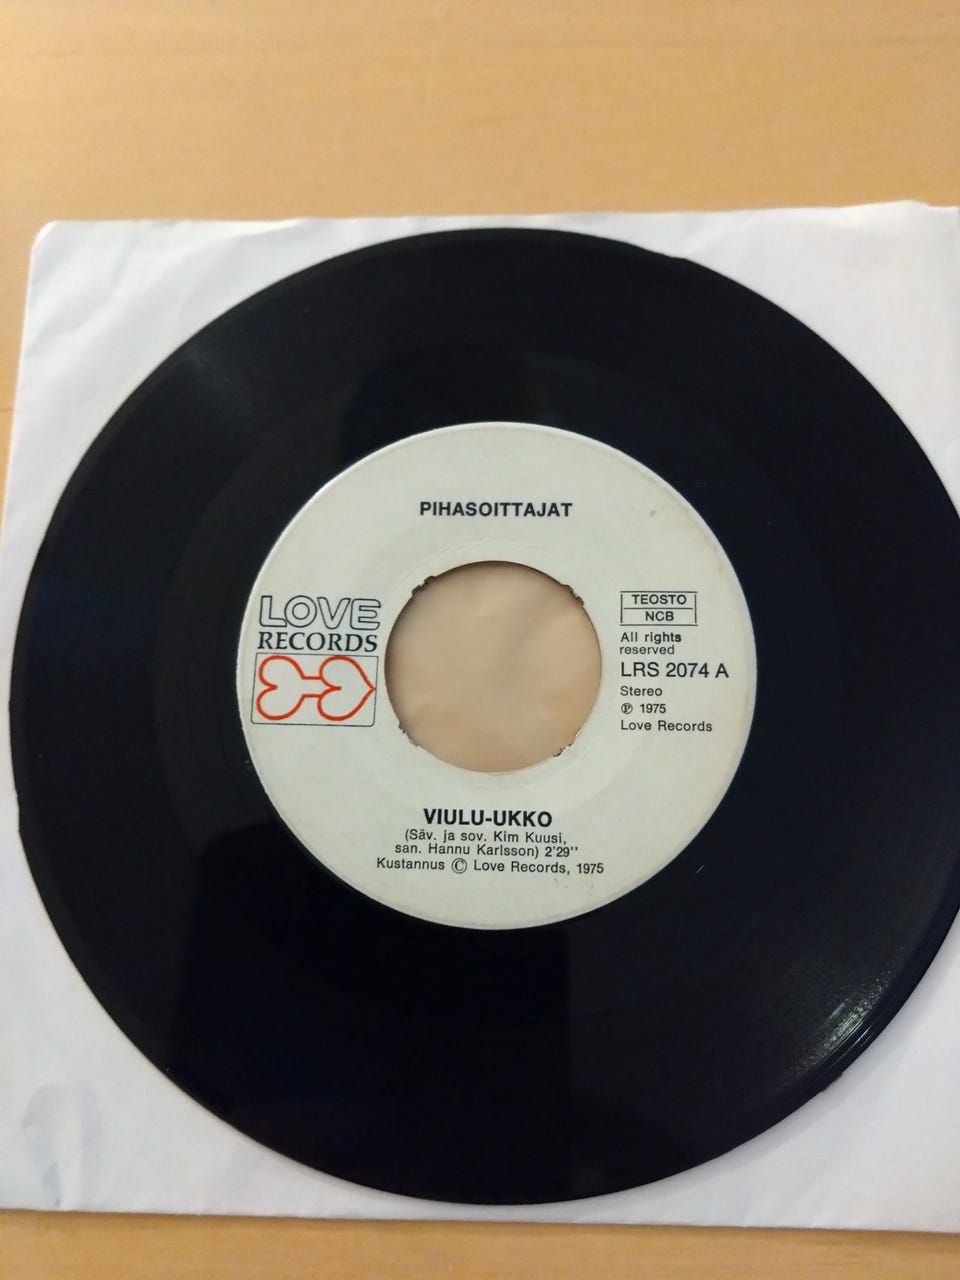 PIHASOITTAJAT
LOVE
RECORDS
TEOSTO
NCB
All rights
reserved
LRS 2074 A
Stereo
℗ 1975
Love Records
VIULU-UKKO
(Säv. ja sov. Kim Kuusi,
san. Hannu Karlsson) 2'29''
Kustannus © Love Records, 1975